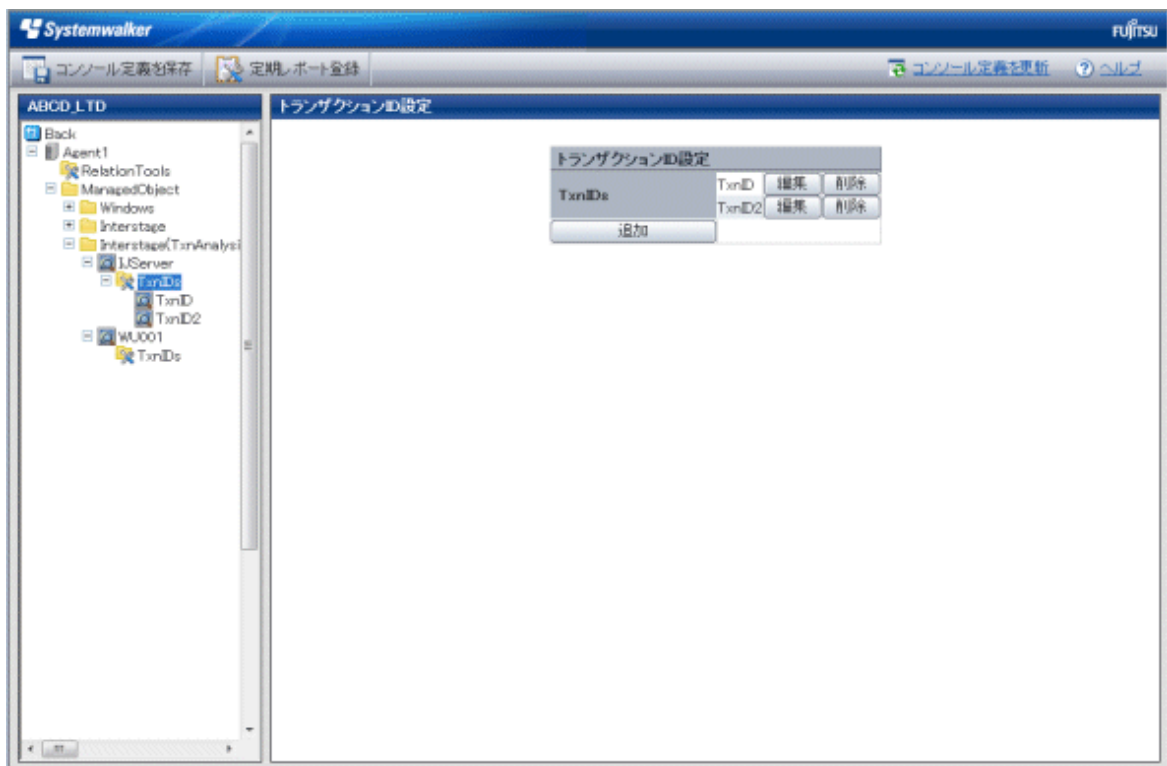 Systemwalker
FUJITSU
コンソール定義を保存 定期レポート登録 コンソール定義を更新 ヘルプ
ABCD_LTD
トランザクションID設定
Back
Agent1
RelationTools
ManagedObject
Windows
Interstage
Interstage(TxnAnalysi
IJServer
TxnIDs
TxnID
TxnID2
WU001
TxnIDs
トランザクションID設定
TxnIDs
TxnID 編集 削除
TxnID2 編集 削除
追加